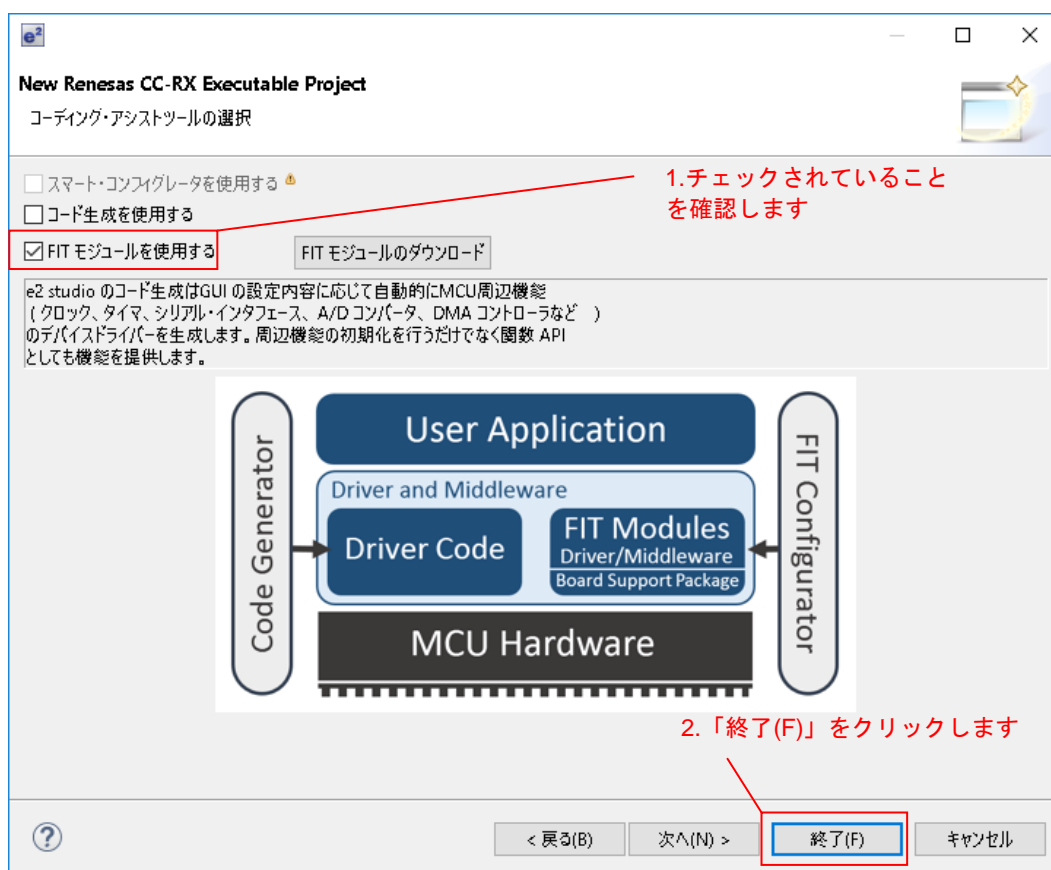 e²
New Renesas CC-RX Executable Project
コーディング・アシストツールの選択
スマート・コンフィグレータを使用する
1.チェックされていること
を確認します
コード生成を使用する
FIT モジュールを使用する
FIT モジュールのダウンロード
e2 studio のコード生成はGUI の設定内容に応じて自動的にMCU周辺機能
( クロック、タイマ、シリアル・インタフェース、A/D コンバータ、DMA コントローラなど )
のデバイスドライバーを生成します。周辺機能の初期化を行うだけでなく関数 API
としても機能を提供します。
Code Generator
User Application
Driver and Middleware
Driver Code
FIT Modules
Driver/Middleware
Board Support Package
MCU Hardware
FIT Configurator
2.「終了(F)」をクリックします
?
< 戻る(B)
次へ(N) >
終了(F)
キャンセル